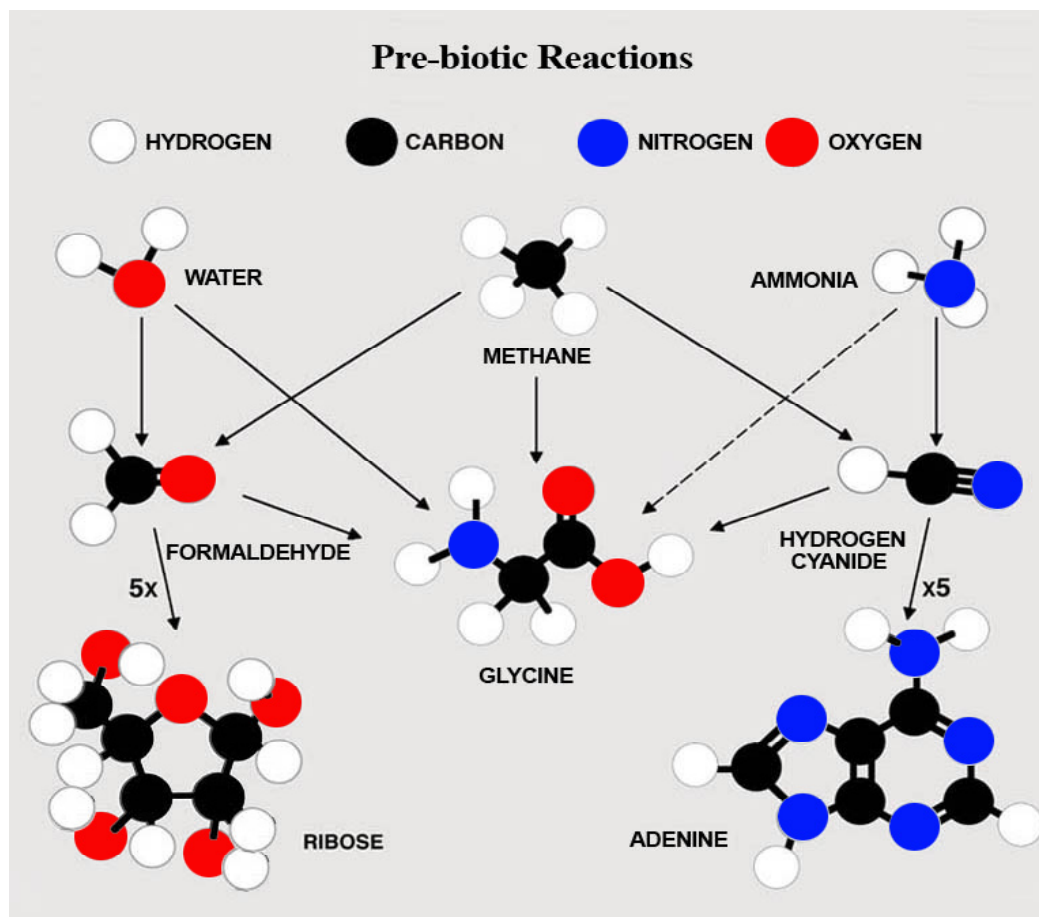 Pre-biotic Reactions
HYDROGEN
CARBON
NITROGEN
OXYGEN
WATER
AMMONIA
METHANE
FORMALDEHYDE
HYDROGEN
CYANIDE
5x
x5
GLYCINE
RIBOSE
ADENINE